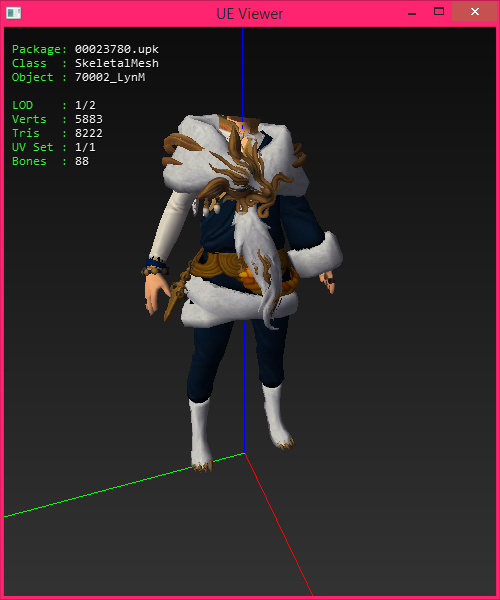 UE Viewer
Package: 00023780.upk
Class : SkeletalMesh
Object : 70002_LynM
LOD : 1/2
Verts : 5883
Tris : 8222
UV Set : 1/1
Bones : 88